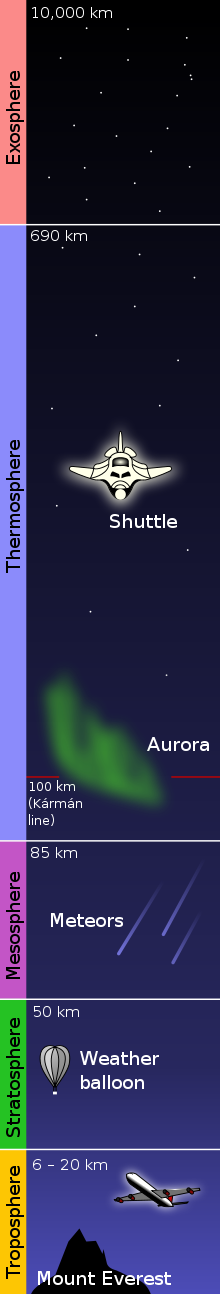 10,000 km
Exosphere
690 km
Thermosphere
Shuttle
Aurora
100 km
(Kármán
line)
85 km
Mesosphere
Meteors
50 km
Stratosphere
Weather
balloon
6 – 20 km
Troposphere
Mount Everest